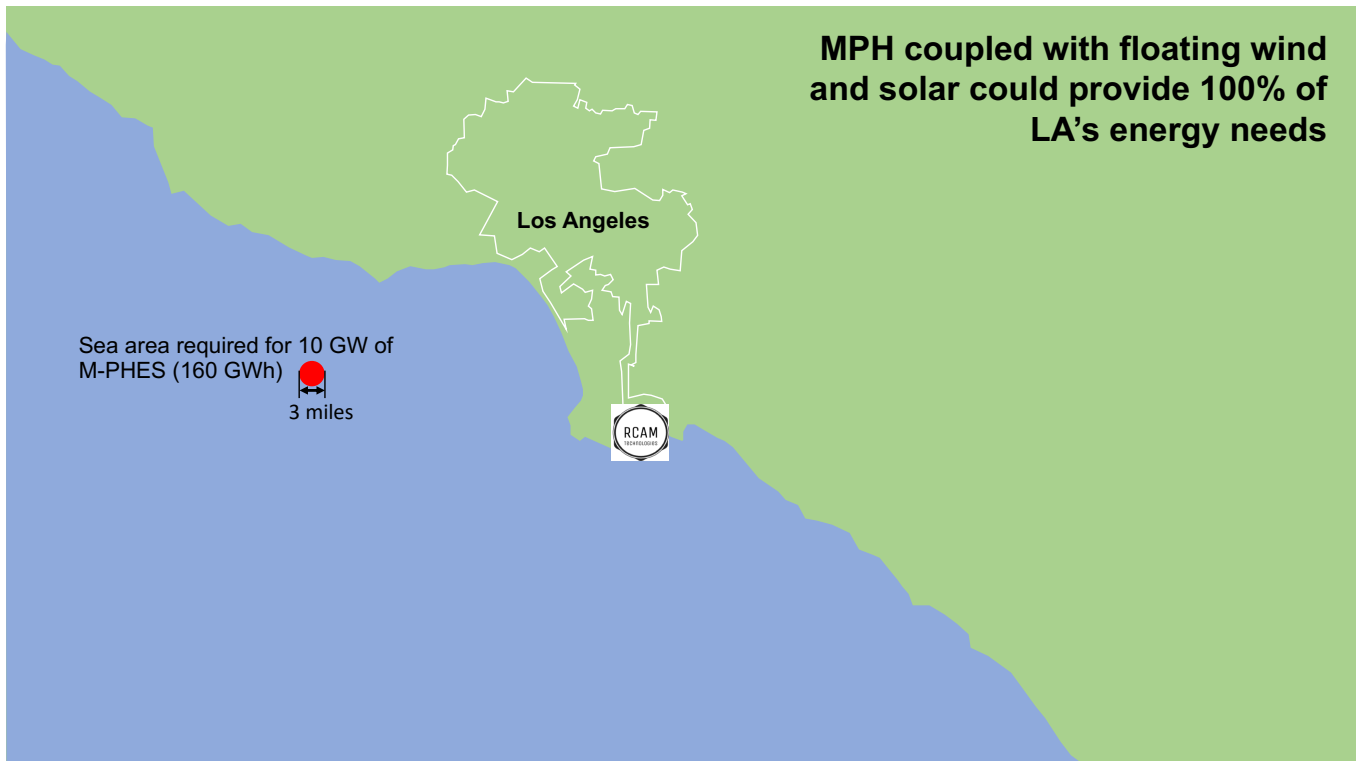 MPH coupled with floating wind
and solar could provide 100% of
LA's energy needs
Los Angeles
Sea area required for 10 GW of
M-PHES (160 GWh)
3 miles
RCAM
TECHNOLOGIES